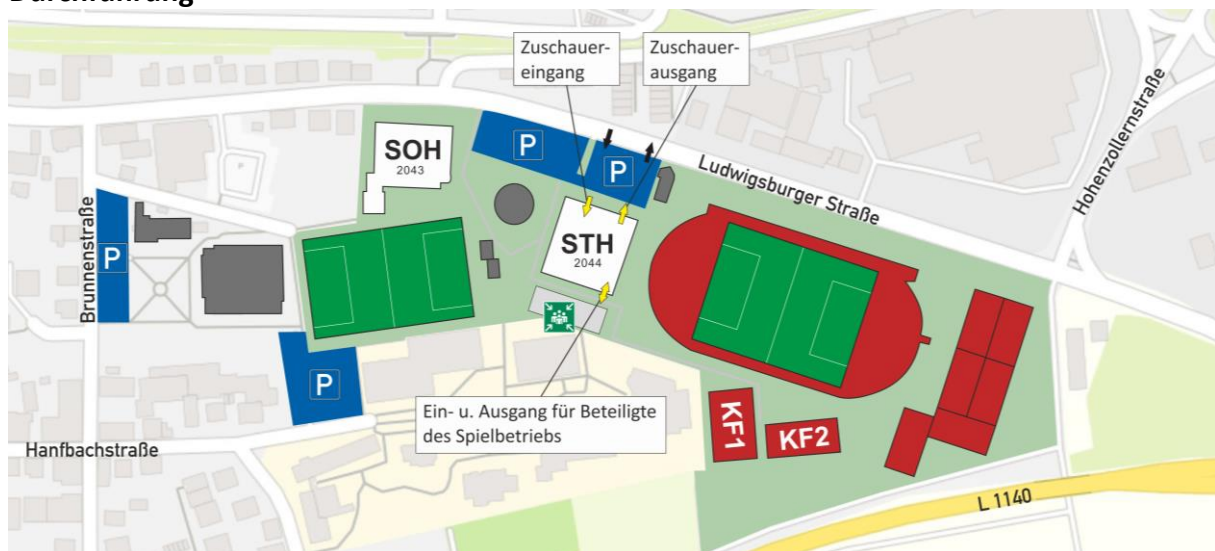 Durchführung
Zuschauer-
eingang
Zuschauer-
ausgang
Hohenzollernstraße
SOH
2043
P
P
Ludwigsburger Straße
Brunnenstraße
P
STH
2044
P
Ein- u. Ausgang für Beteiligte
des Spielbetriebs
KF1
KF2
Hanfbachstraße
L 1140
P